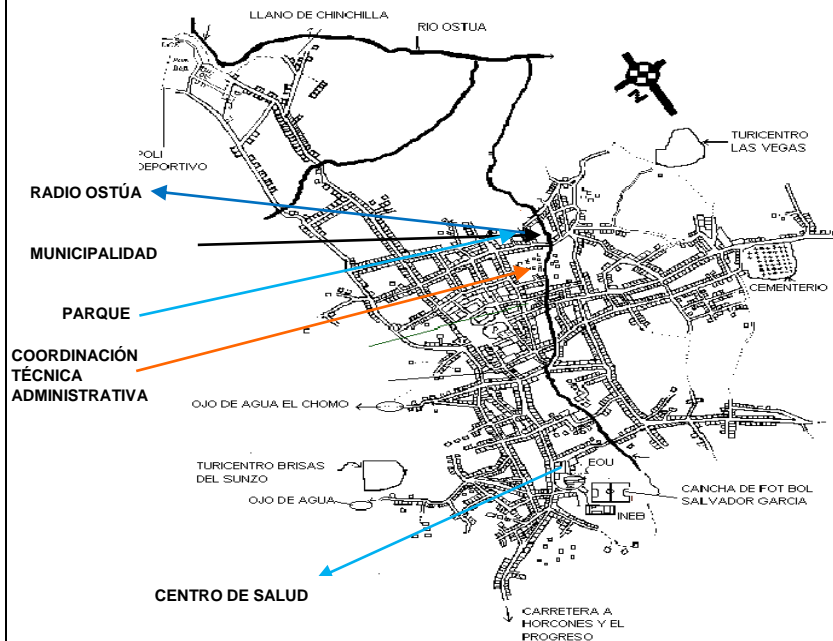 LLANO DE CHINCHILLA
RIO OSTUA
N
TURICENTRO
LAS VEGAS
POLI
DEPORTIVO
RADIO OSTÚA
MUNICIPALIDAD
CEMENTERIO
PARQUE
COORDINACIÓN
TÉCNICA
ADMINISTRATIVA
OJO DE AGUA EL CHOMO
TURICENTRO BRISAS
DEL SUNZO
EOU
OJO DE AGUA
CANCHA DE FOT BOL
SALVADOR GARCIA
INEB
CENTRO DE SALUD
CARRETERA A
HORCONES Y EL
PROGRESO